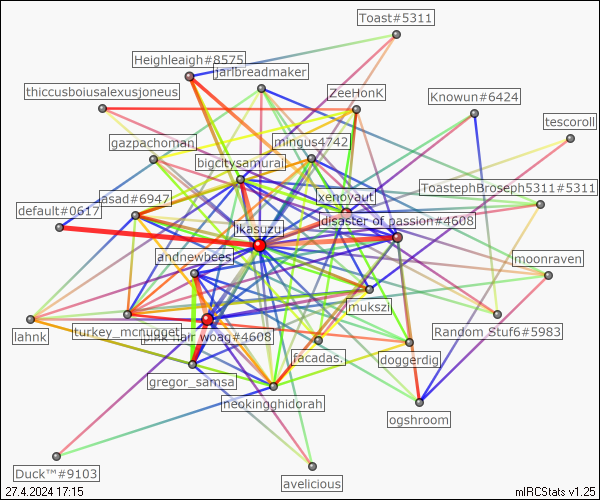 Toast#5311
Heighleaigh#8575
jarlbreadmaker
thiccusboiusalexusjoneus
ZeeHonK
Knowun#6424
tescoroll
gazpachoman
mingus4742
bigcitysamurai
ToastephBroseph5311#5311
asad#6947
xenoyaut
default#0617
ikasuzu
disaster of passion#4608
andnewbees
moonraven
mukszi
lahnk
turkey_mcnugget
pink hair woag#4608
Random Stuf6#5983
facadas.
doggerdig
gregor_samsa
neokingghidorah
ogshroom
Duck™#9103
avelicious
27.4.2024 17:15
mIRCStats v1.25